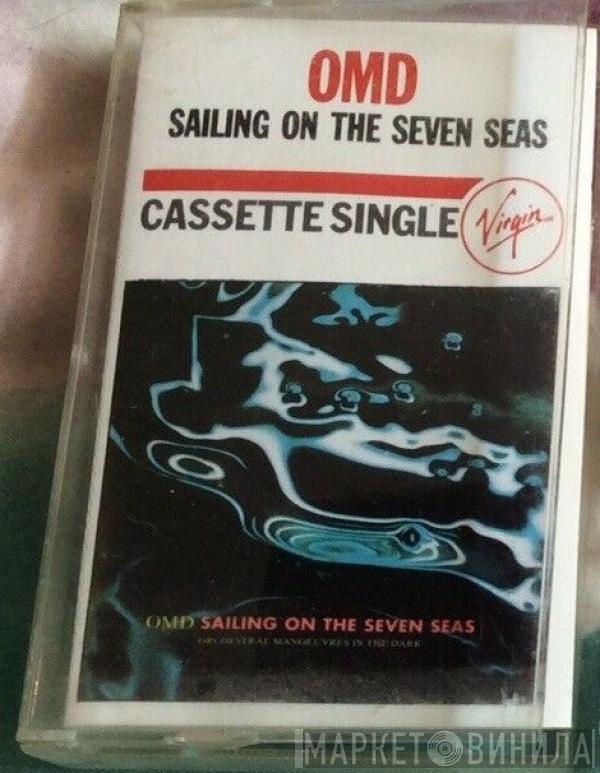 OMD
SAILING ON THE SEVEN SEAS
CASSETTE SINGLE
Virgin
OMD SAILING ON THE SEVEN SEAS
ORCHESTRAL MANOEUVRES IN THE DARK
МАРКЕТ ВИНИЛА